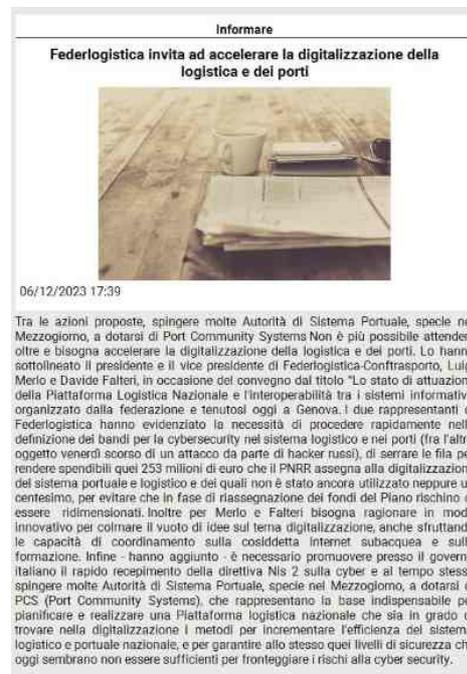 Informare
Federlogistica invita ad accelerare la digitalizzazione della
logistica e dei porti
06/12/2023 17:39
Tra le azioni proposte, spingere molte Autorità di Sistema Portuale, specie ne
Mezzogiorno, a dotarsi di Port Community Systems Non è più possibile attender
oltre e bisogna accelerare la digitalizzazione della logistica e dei porti. Lo hann
sottolineato il presidente e il vice presidente di Federlogistica-Conftrasporto, Luig
Merlo e Davide Falteri, in occasione del convegno dal titolo "Lo stato di attuazion
della Piattaforma Logistica Nazionale e l'interoperabilità tra i sistemi informativ
organizzato dalla federazione e tenutosi oggi a Genova. I due rappresentanti
Federlogistica hanno evidenziato la necessità di procedere rapidamente nell
definizione dei bandi per la cybersecurity nel sistema logistico e nei porti (fra l'altr
oggetto venerdì scorso di un attacco da parte di hacker russi), di serrare le fila pe
rendere spendibili quei 253 milioni di euro che il PNRR assegna alla digitalizzazion
del sistema portuale e logistico e dei quali non è stato ancora utilizzato neppure u
centesimo, per evitare che in fase di riassegnazione dei fondi del Piano rischino
essere ridimensionati. Inoltre per Merlo e Falteri bisogna ragionare in mod
innovativo per colmare il vuoto di idee sul tema digitalizzazione, anche sfruttand
le capacità di coordinamento sulla cosiddetta Internet subacquea e sull
formazione. Infine - hanno aggiunto - è necessario promuovere presso il govern
italiano il rapido recepimento della direttiva Nis 2 sulla cyber e al tempo stess
spingere molte Autorità di Sistema Portuale, specie nel Mezzogiorno, a dotarsi
PCS (Port Community Systems), che rappresentano la base indispensabile pe
pianificare e realizzare una Piattaforma logistica nazionale che sia in grado
trovare nella digitalizzazione i metodi per incrementare l'efficienza del sistem
logistico e portuale nazionale, e per garantire allo stesso quei livelli di sicurezza ch
oggi sembrano non essere sufficienti per fronteggiare i rischi alla cyber security.